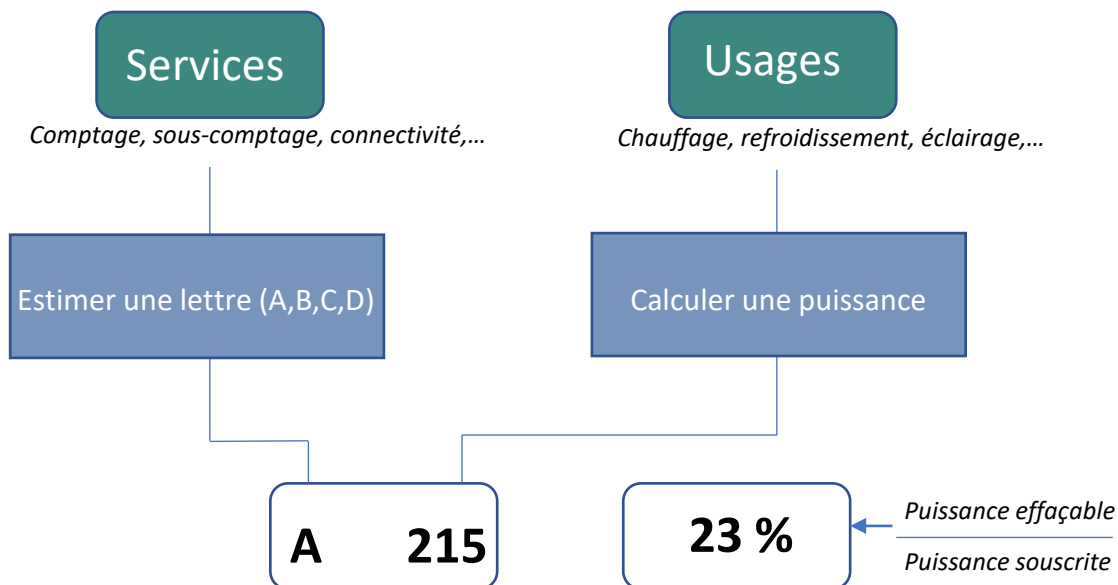 Services
Usages
Comptage, sous-comptage, connectivité,...
Chauffage, refroidissement, éclairage,...
Estimer une lettre (A,B,C,D)
Calculer une puissance
A 215
23 %
Puissance effaçable
Puissance souscrite